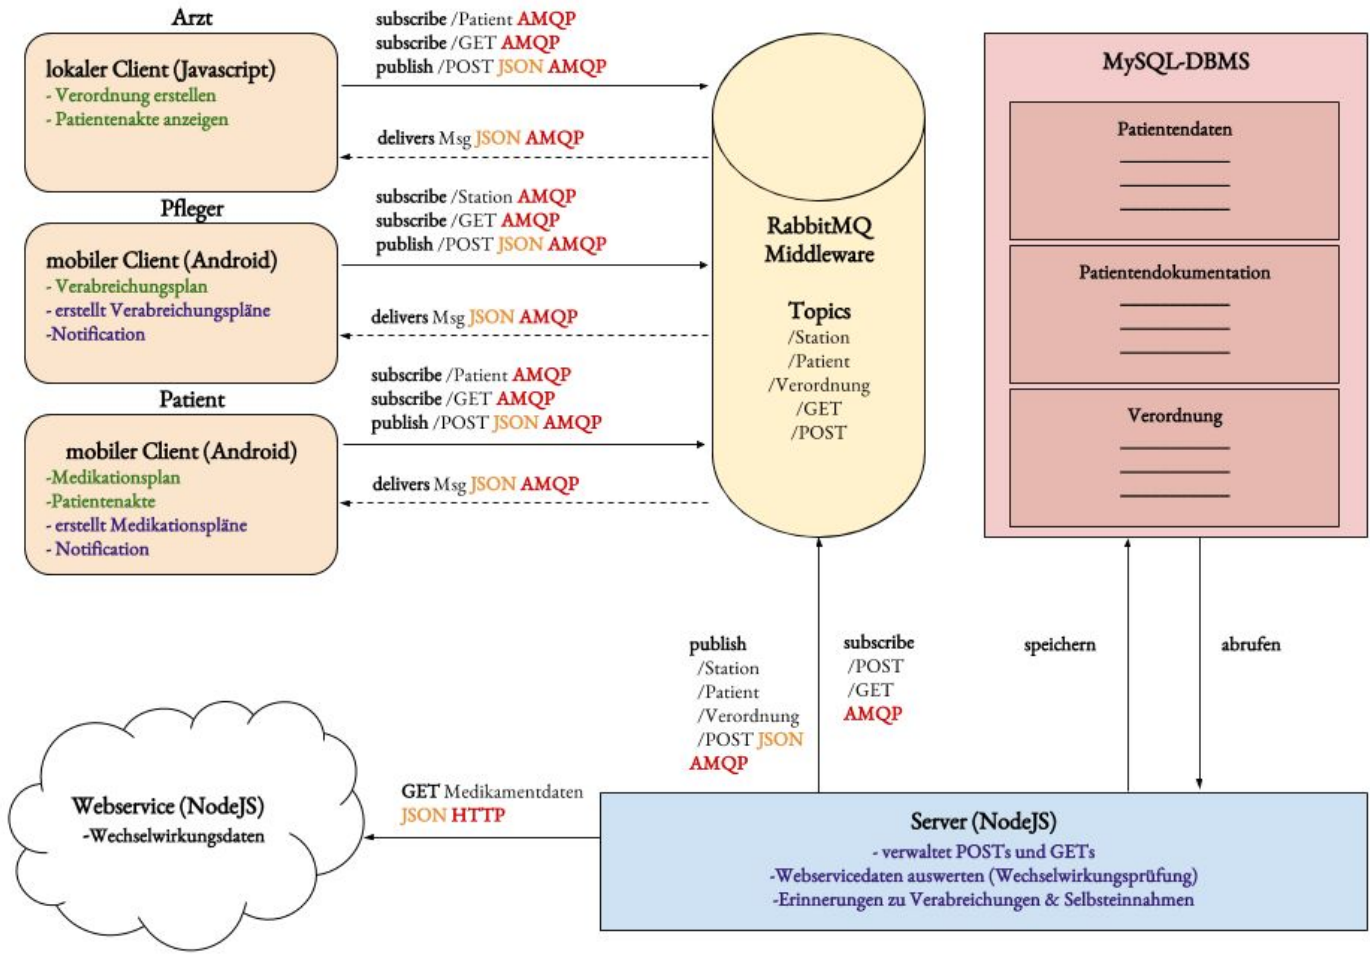 Arzt
lokaler Client (Javascript)
- Verordnung erstellen
- Patientenakte anzeigen
subscribe /Patient AMQP
subscribe /GET AMQP
publish /POST JSON AMQP
delivers Msg JSON AMQP
Pfleger
mobiler Client (Android)
- Verabreichungsplan
- erstellt Verabreichungspläne
-Notification
subscribe /Station AMQP
subscribe /GET AMQP
publish /POST JSON AMQP
delivers Msg JSON AMQP
Patient
mobiler Client (Android)
-Medikationsplan
-Patientenakte
- erstellt Medikationspläne
- Notification
subscribe /Patient AMQP
subscribe /GET AMQP
publish /POST JSON AMQP
delivers Msg JSON AMQP
RabbitMQ
Middleware
Topics
/Station
/Patient
/Verordnung
/GET
/POST
MySQL-DBMS
Patientendaten
Patientendokumentation
Verordnung
publish
/Station
/Patient
/Verordnung
/POST JSON
AMQP
subscribe
/POST
/GET
AMQP
speichern
abrufen
Webservice (NodeJS)
-Wechselwirkungsdaten
GET Medikamentdaten
JSON HTTP
Server (NodeJS)
- verwaltet POSTs und GETs
-Webservicedaten auswerten (Wechselwirkungsprüfung)
-Erinnerungen zu Verabreichungen & Selbsteinnahmen